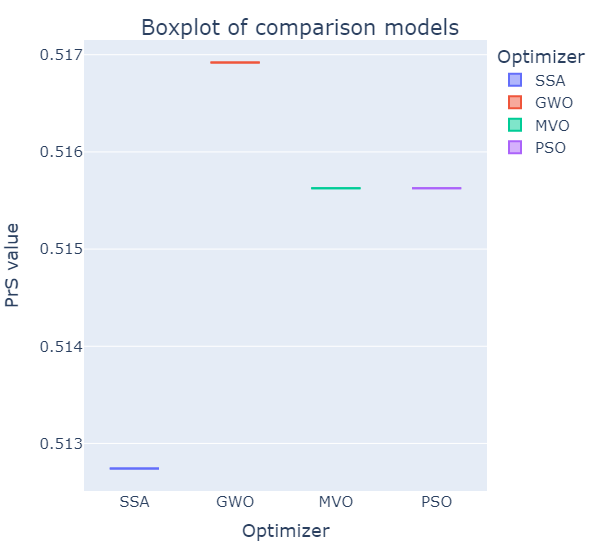 Boxplot of comparison models
0.517
0.516
0.515
0.514
0.513
PrS value
SSA
GWO
MVO
PSO
Optimizer
Optimizer
SSA
GWO
MVO
PSO